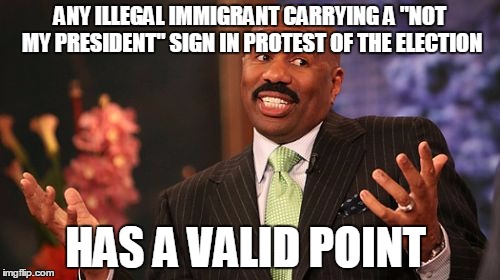 ANY ILLEGAL IMMIGRANT CARRYING A "NOT
MY PRESIDENT" SIGN IN PROTEST OF THE ELECTION
HAS A VALID POINT
imgflip.com